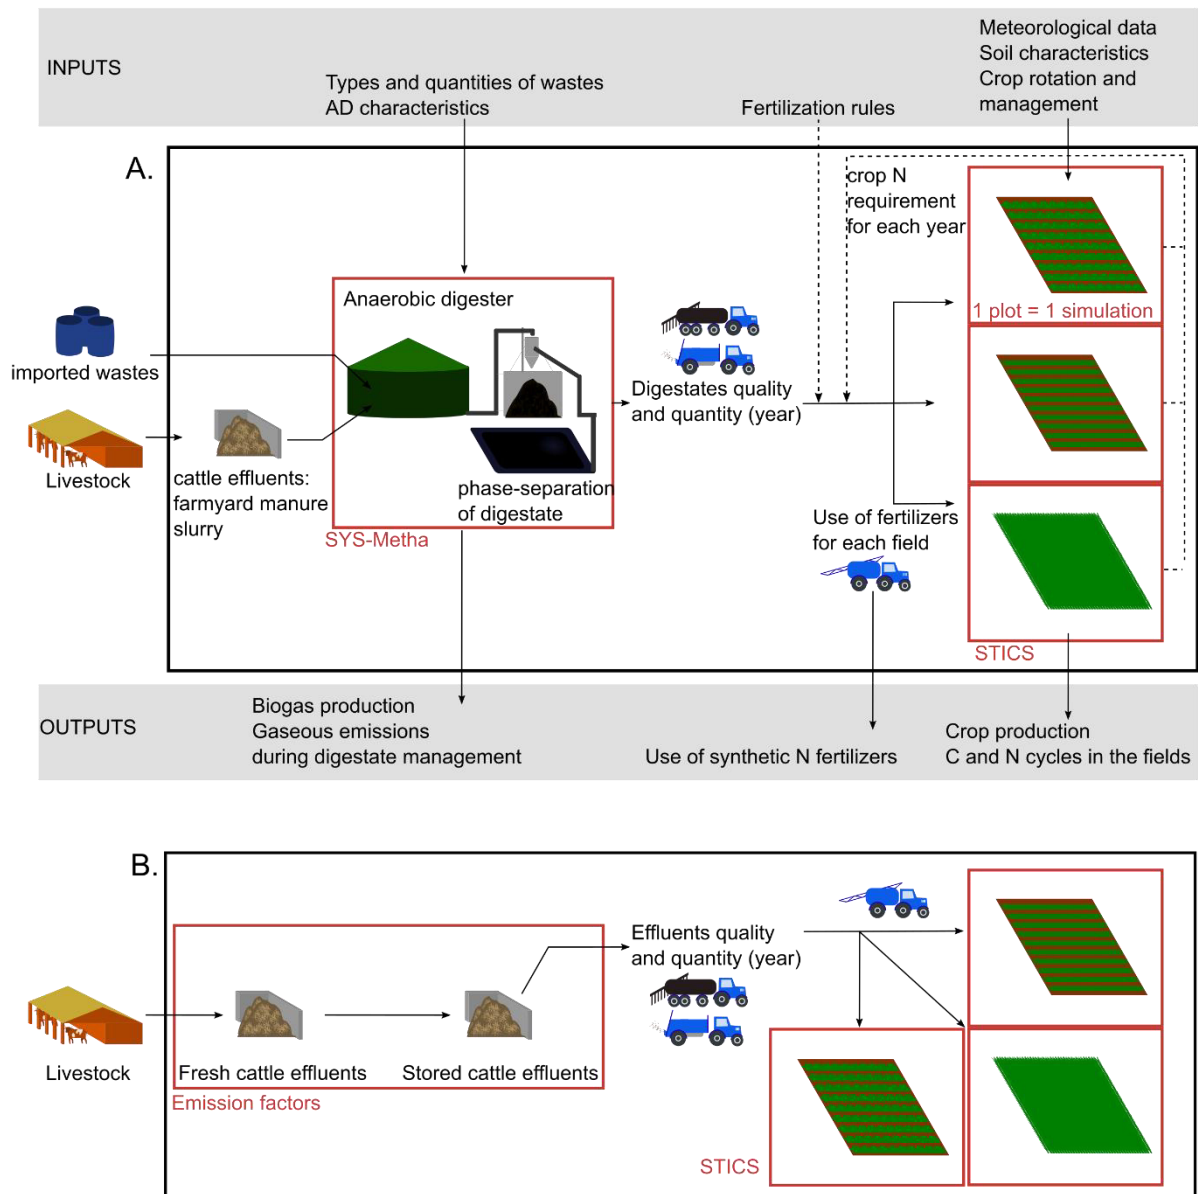 INPUTS
Types and quantities of wastes
AD characteristics
Fertilization rules
Meteorological data
Soil characteristics
Crop rotation and
management
A.
crop N
requirement
for each year
1 plot = 1 simulation
Anaerobic digester
imported wastes
Livestock
cattle effluents:
farmyard manure
slurry
phase-separation
of digestate
SYS-Metha
Digestates quality
and quantity (year)
Use of fertilizers
for each field
STICS
OUTPUTS
Biogas production
Gaseous emissions
during digestate management
Use of synthetic N fertilizers
Crop production
C and N cycles in the fields
B.
Livestock
Fresh cattle effluents
Stored cattle effluents
Emission factors
Effluents quality
and quantity (year)
STICS